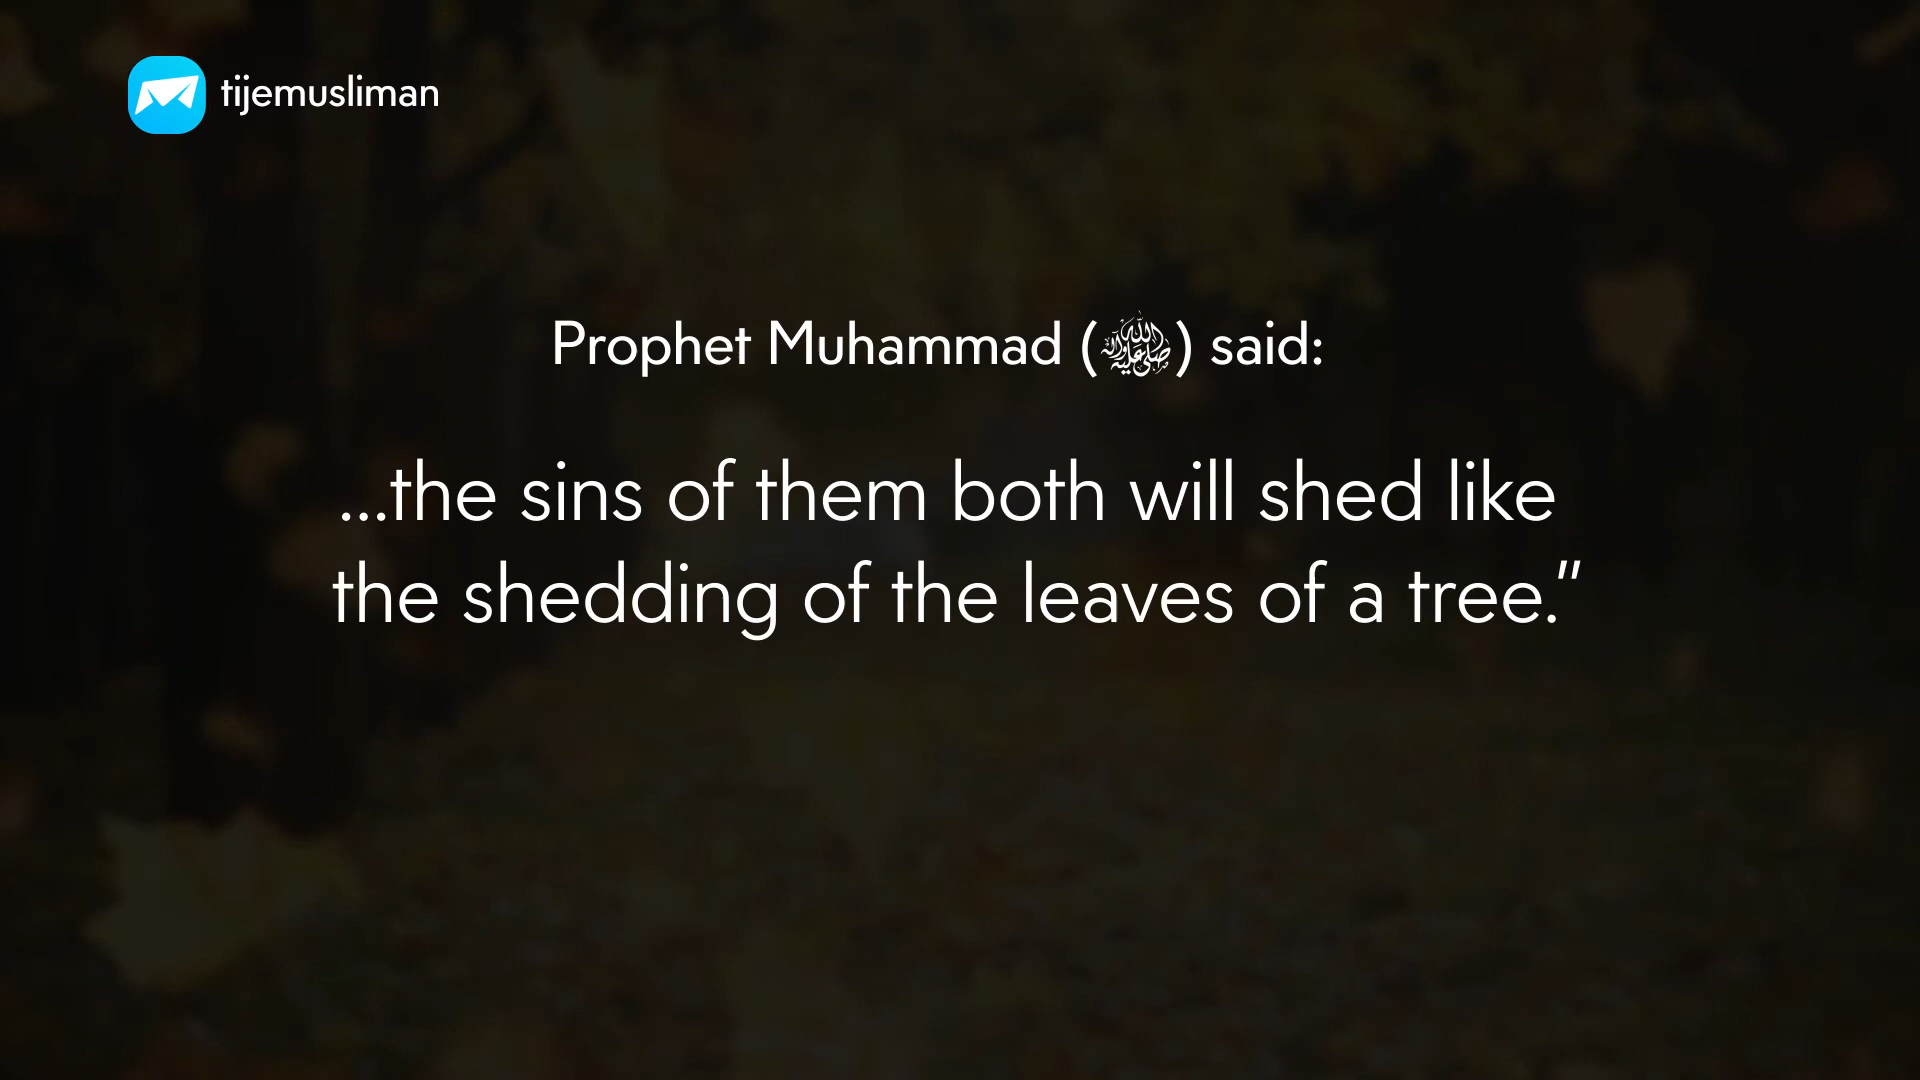 tijemusliman
Prophet Muhammad (ﷺ) said:
...the sins of them both will shed like
the shedding of the leaves of a tree.”